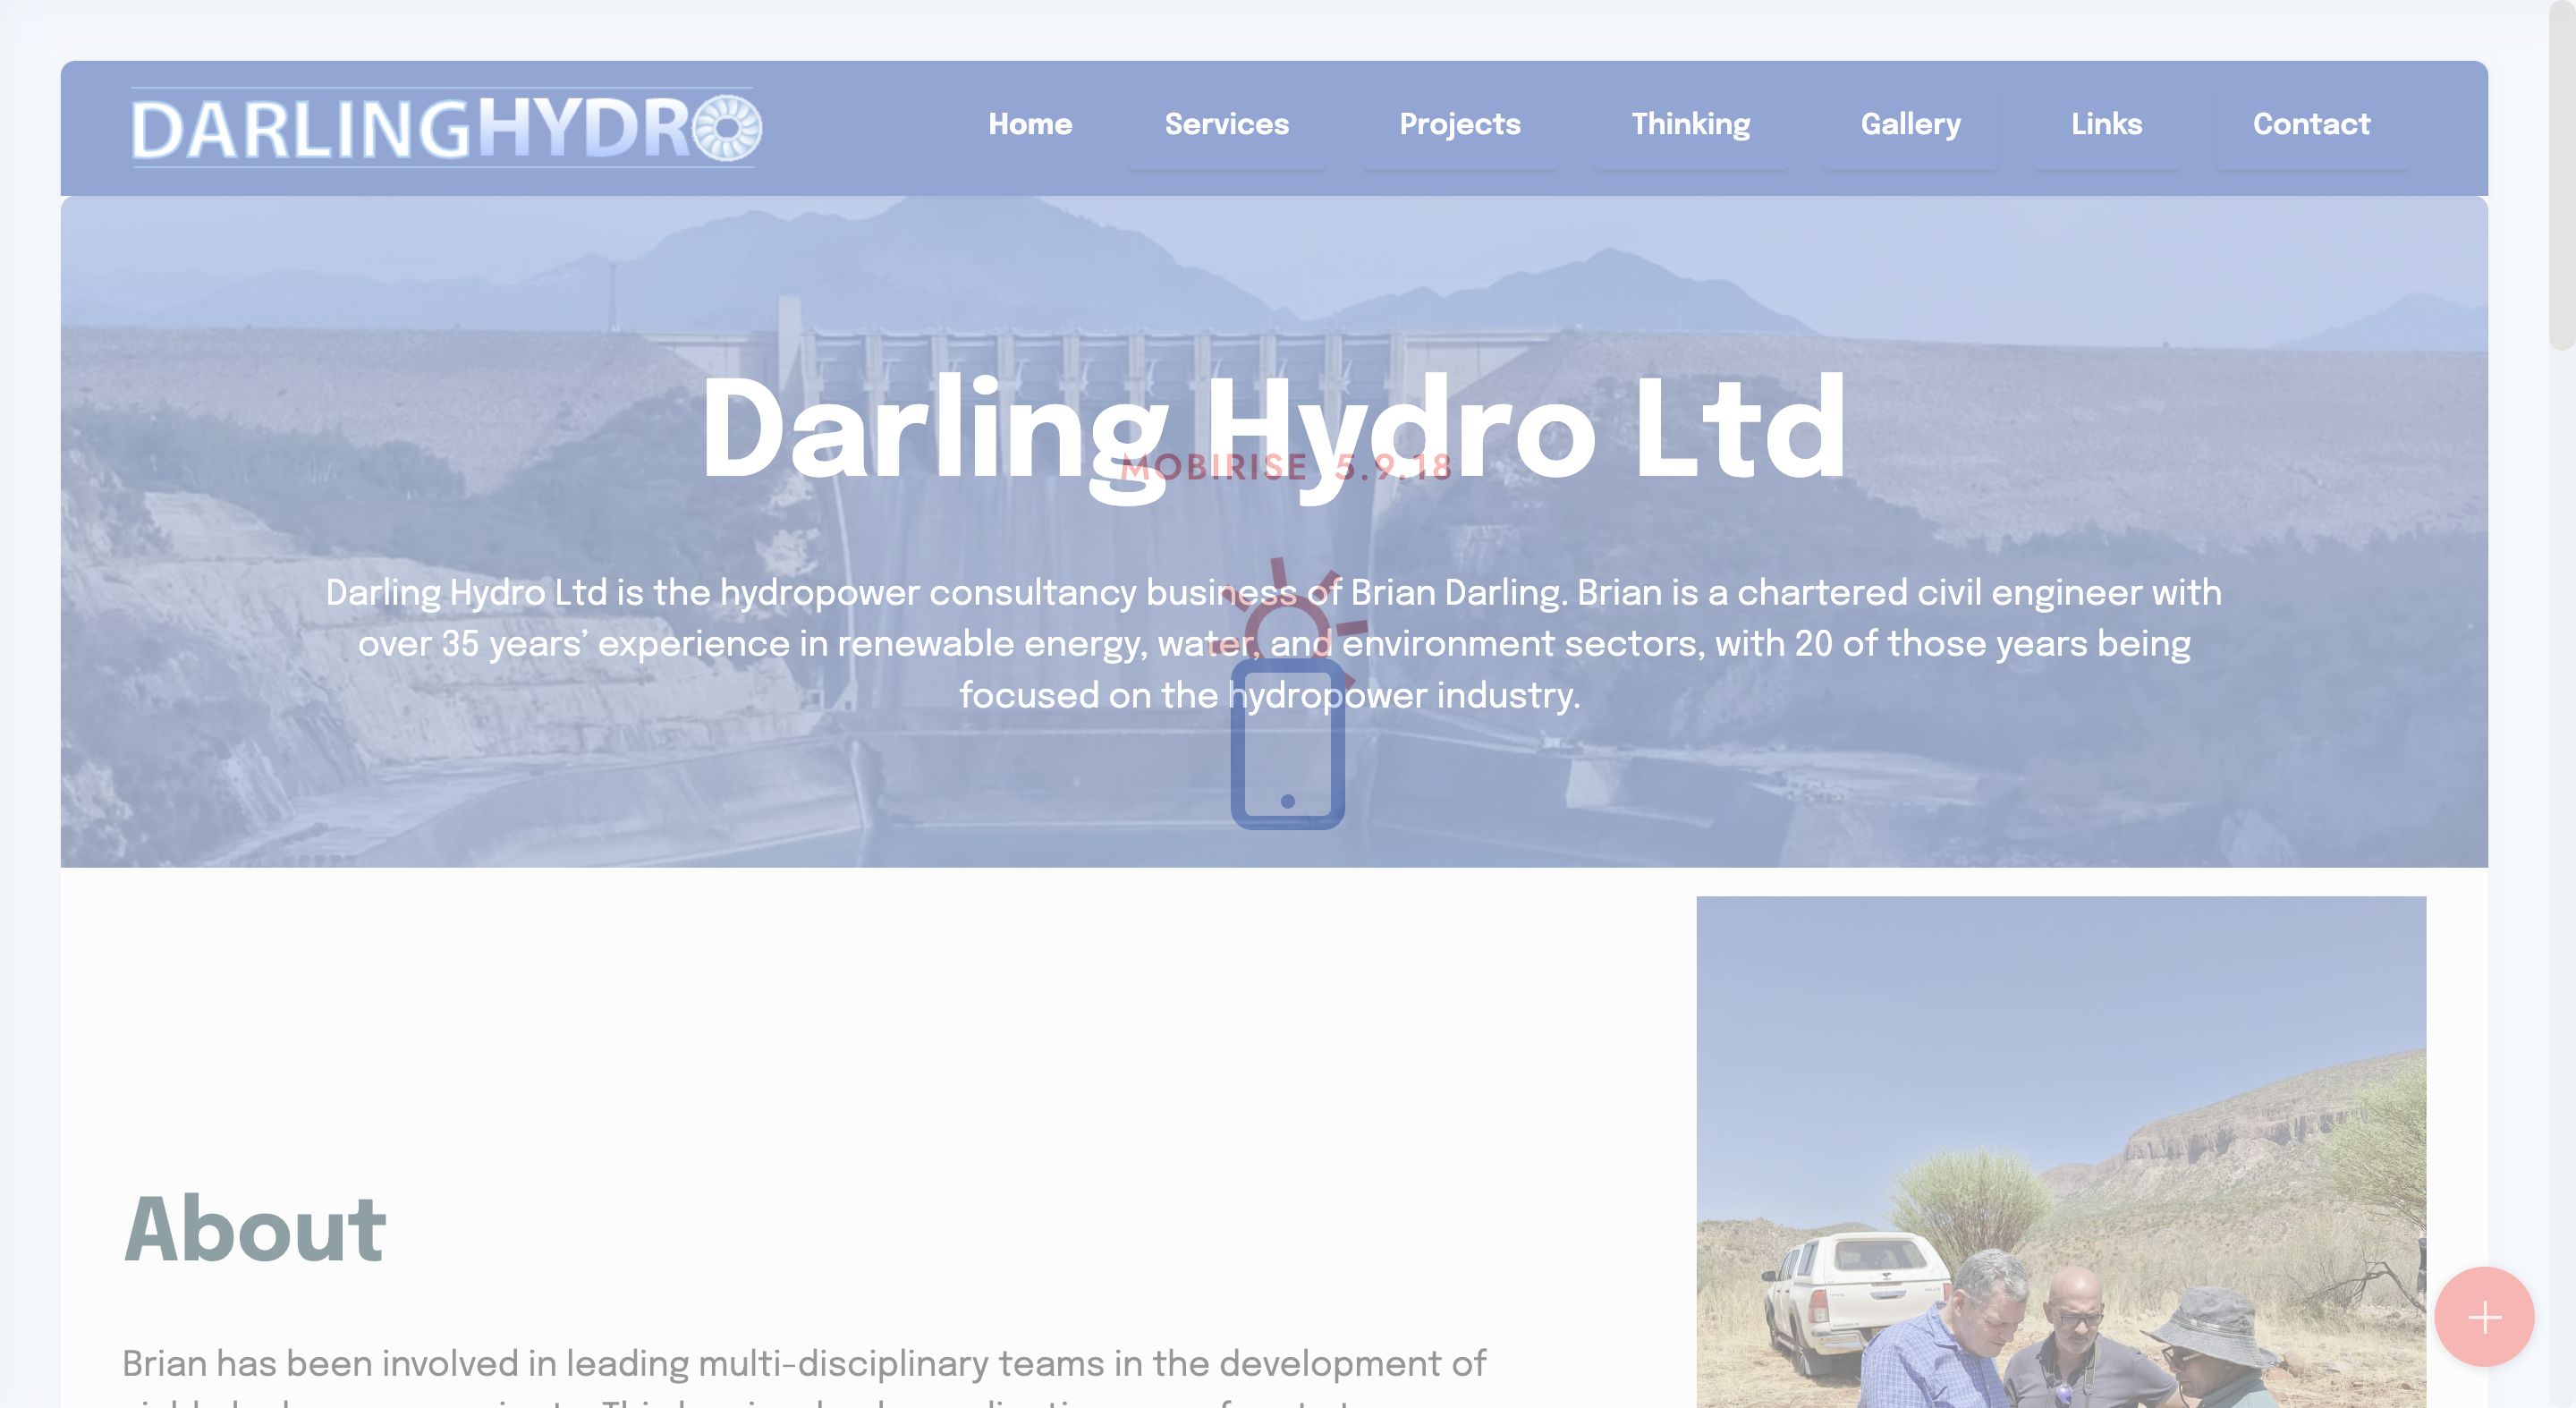 DARLINGHYDRO
Home Services Projects Thinking Gallery Links Contact
Darling Hydro Ltd
MOBIRISE 5.9.18
Darling Hydro Ltd is the hydropower consultancy business of Brian Darling. Brian is a chartered civil engineer with
over 35 years’ experience in renewable energy, water, and environment sectors, with 20 of those years being
focused on the hydropower industry.
About
Brian has been involved in leading multi-disciplinary teams in the development of